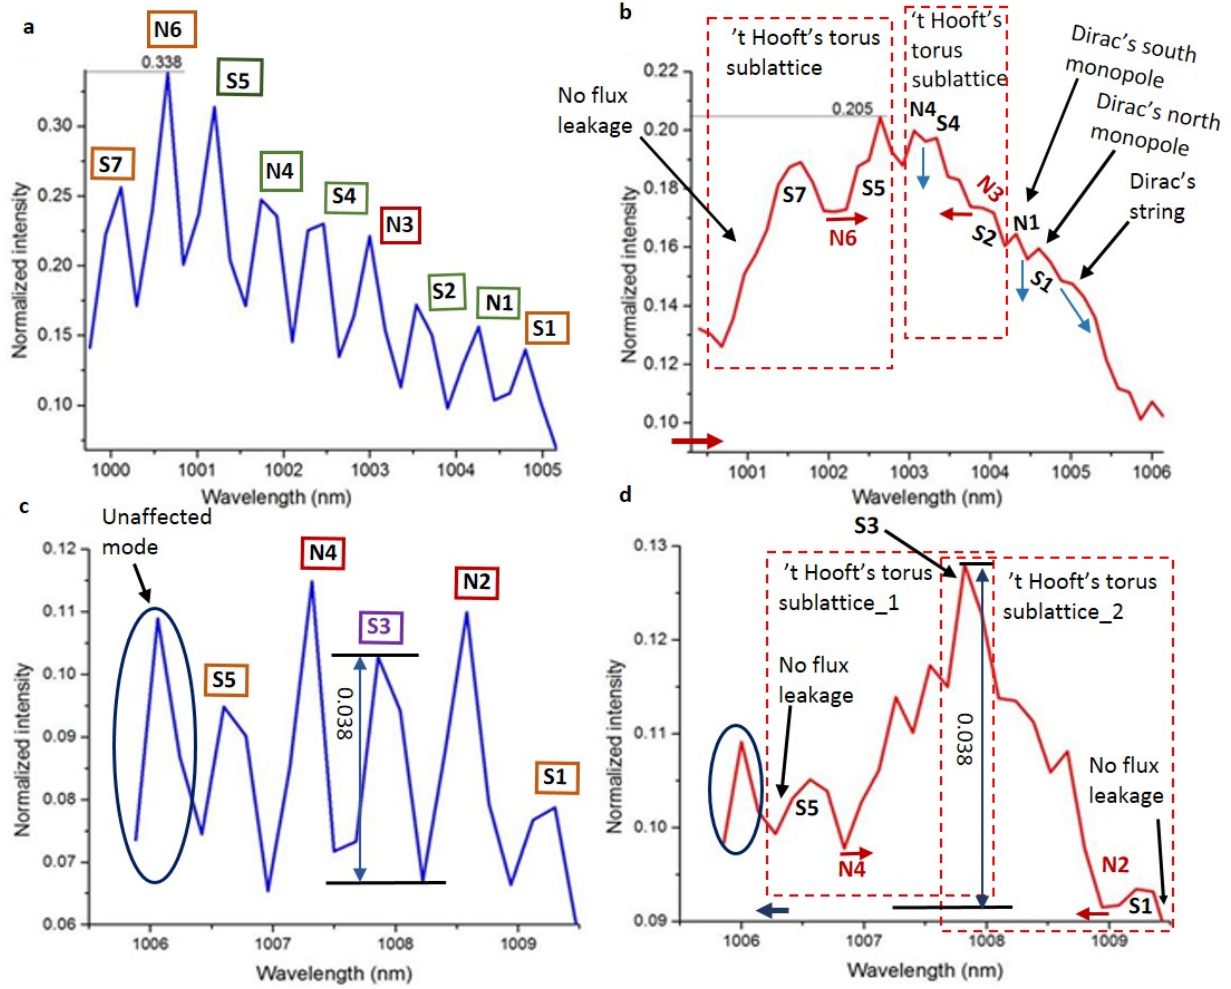 a
N6
0.338
S5
S7
N4
S4
N3
S2
N1
S1
0.30
0.25
0.20
0.15
0.10
Normalized intensity
1000 1001 1002 1003 1004 1005
Wavelength (nm)
b
’t Hooft’s torus
sublattice
‘t Hooft’s
torus
sublattice
Dirac’s south
monopole
Dirac’s north
monopole
Dirac’s
string
No flux
leakage
0.205
N4
S4
S7
S5
N6
N3
S2
N1
S1
0.22
0.20
0.18
0.16
0.14
0.12
0.10
Normalized intensity
1001 1002 1003 1004 1005 1006
Wavelength (nm)
c
Unaffected
mode
N4
N2
S3
S5
S1
0.038
0.12
0.11
0.10
0.09
0.08
0.07
0.06
Normalized intensity
1006 1007 1008 1009
Wavelength (nm)
d
S3
’t Hooft’s torus
sublattice_1
’t Hooft’s torus
sublattice_2
No flux
leakage
0.038
No flux
leakage
S5
N4
N2
S1
0.13
0.12
0.11
0.10
0.09
Normalized intensity
1006 1007 1008 1009
Wavelength (nm)